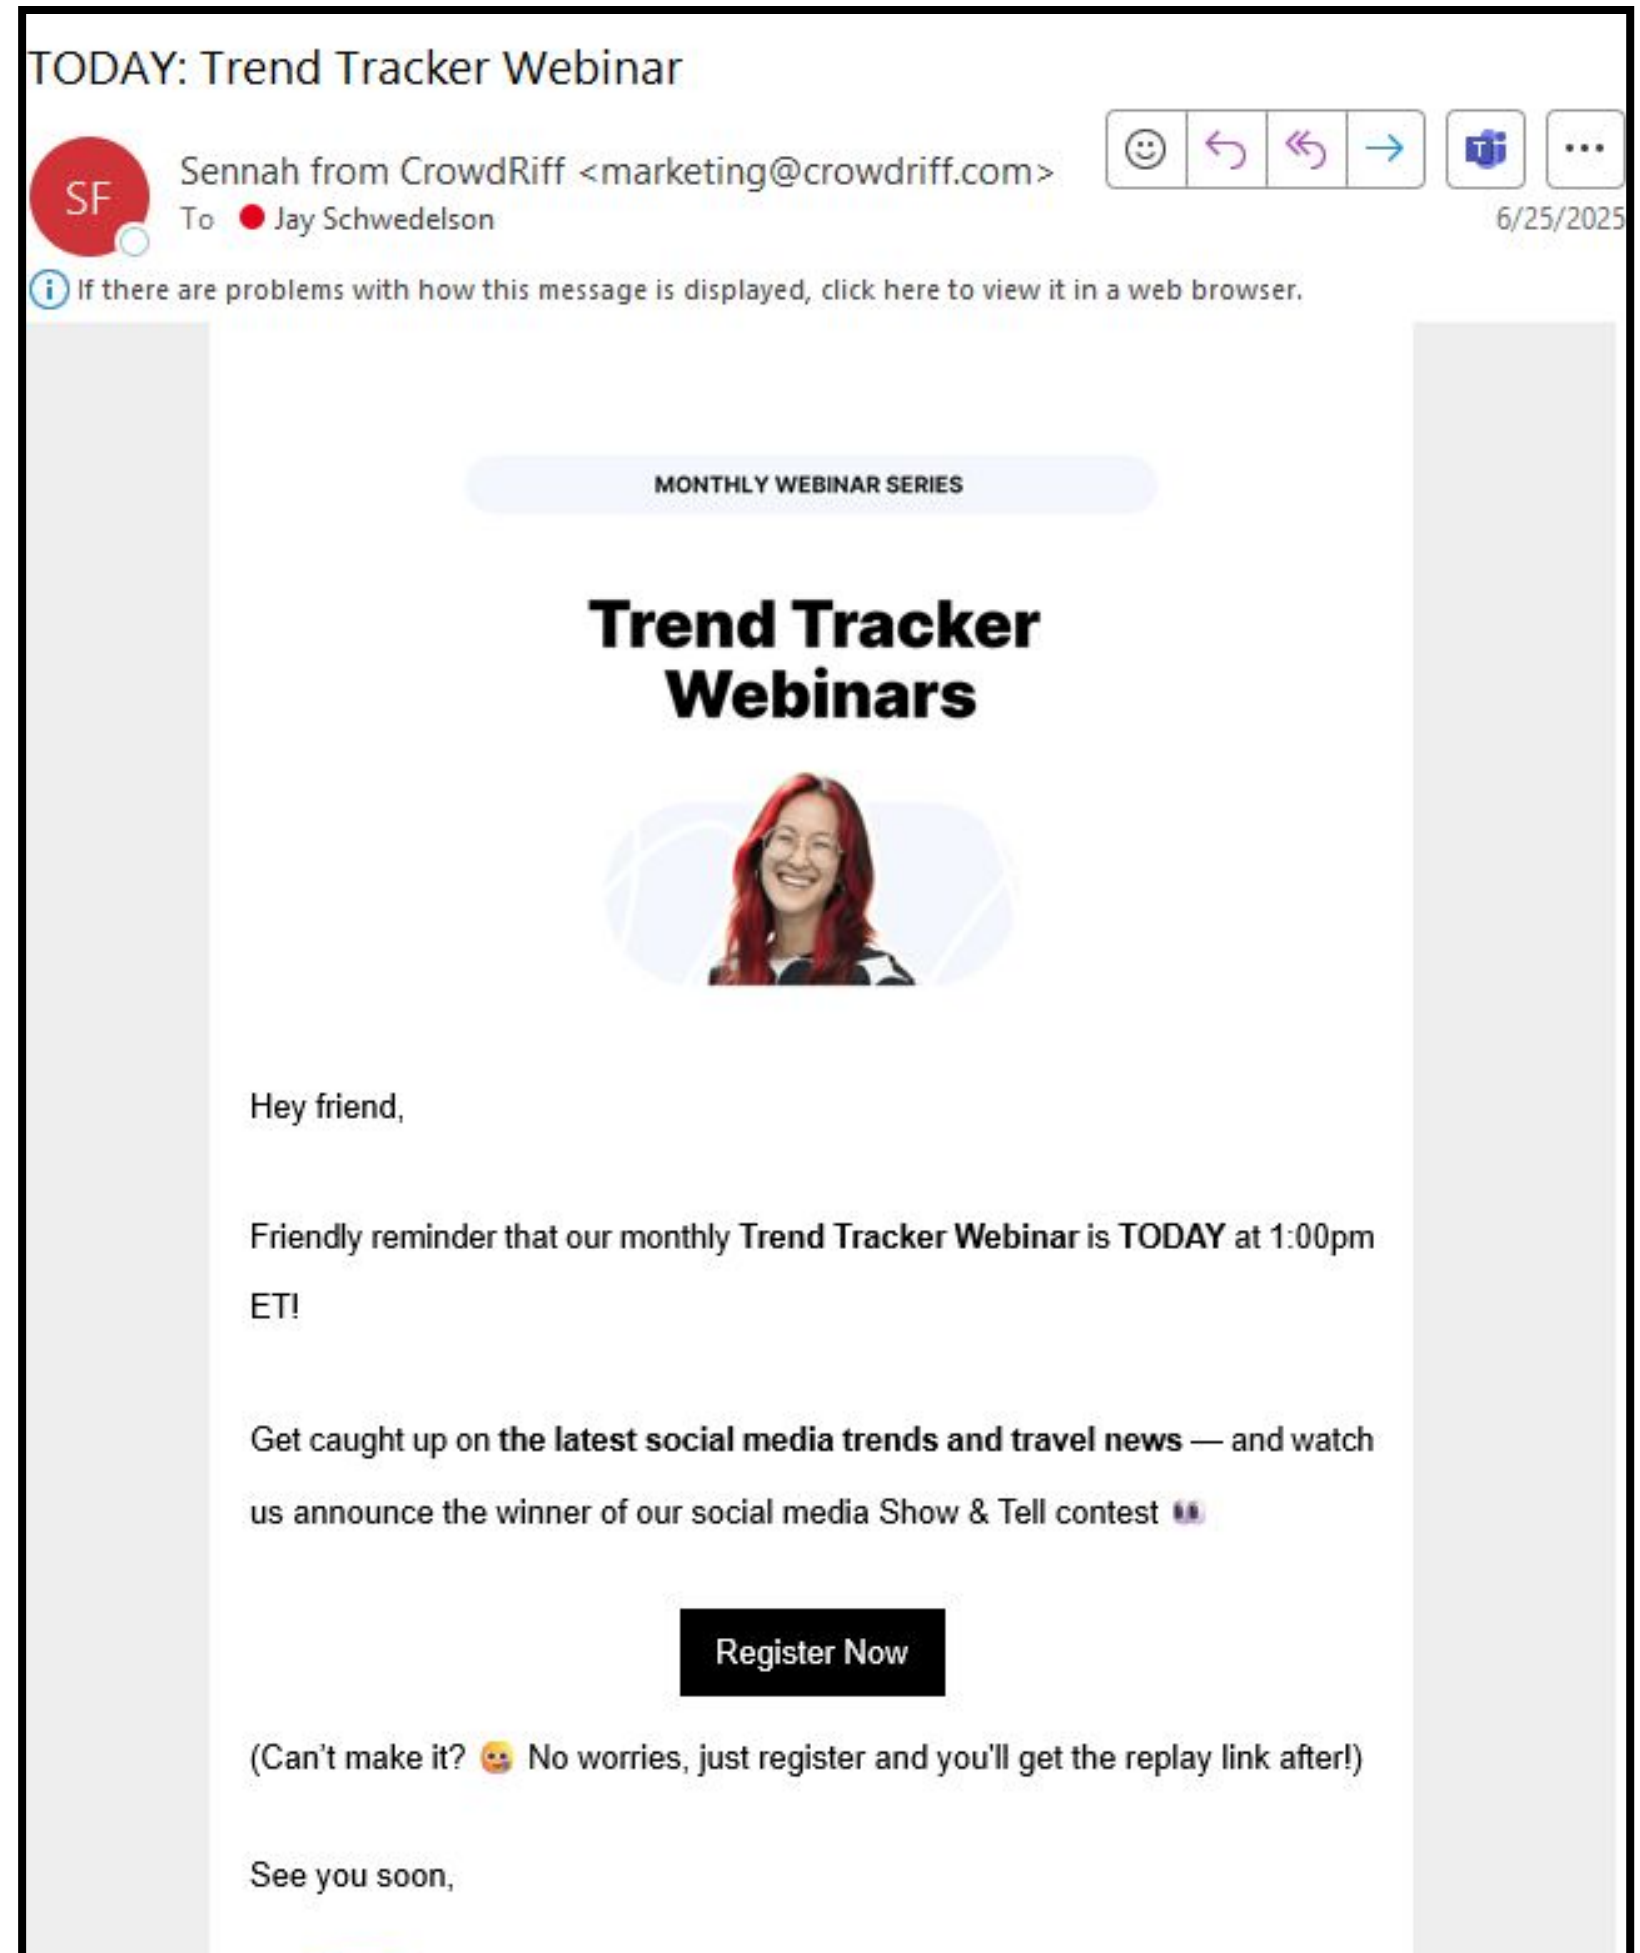 TODAY: Trend Tracker Webinar
SF
Sennah from CrowdRiff <marketing@crowdriff.com>
To Jay Schwedelson
6/25/2025
If there are problems with how this message is displayed, click here to view it in a web browser.
MONTHLY WEBINAR SERIES
Trend Tracker
Webinars
Hey friend,
Friendly reminder that our monthly Trend Tracker Webinar is TODAY at 1:00pm
ET!
Get caught up on the latest social media trends and travel news — and watch
us announce the winner of our social media Show & Tell contest 👀
Register Now
(Can't make it? No worries, just register and you'll get the replay link after!)
See you soon,